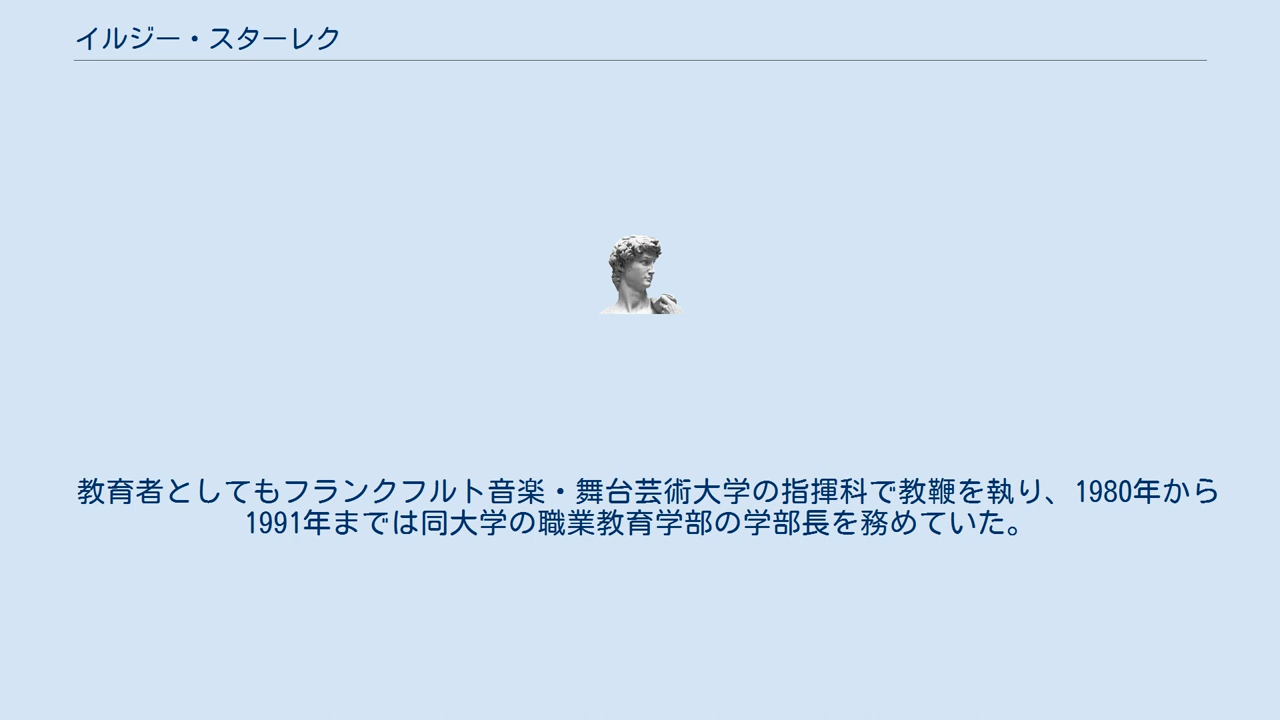 イルジー・スターレク
教育者としてもフランクフルト音楽・舞台芸術大学の指揮科で教鞭を執り、1980年から
1991年までは同大学の職業教育学部の学部長を務めていた。